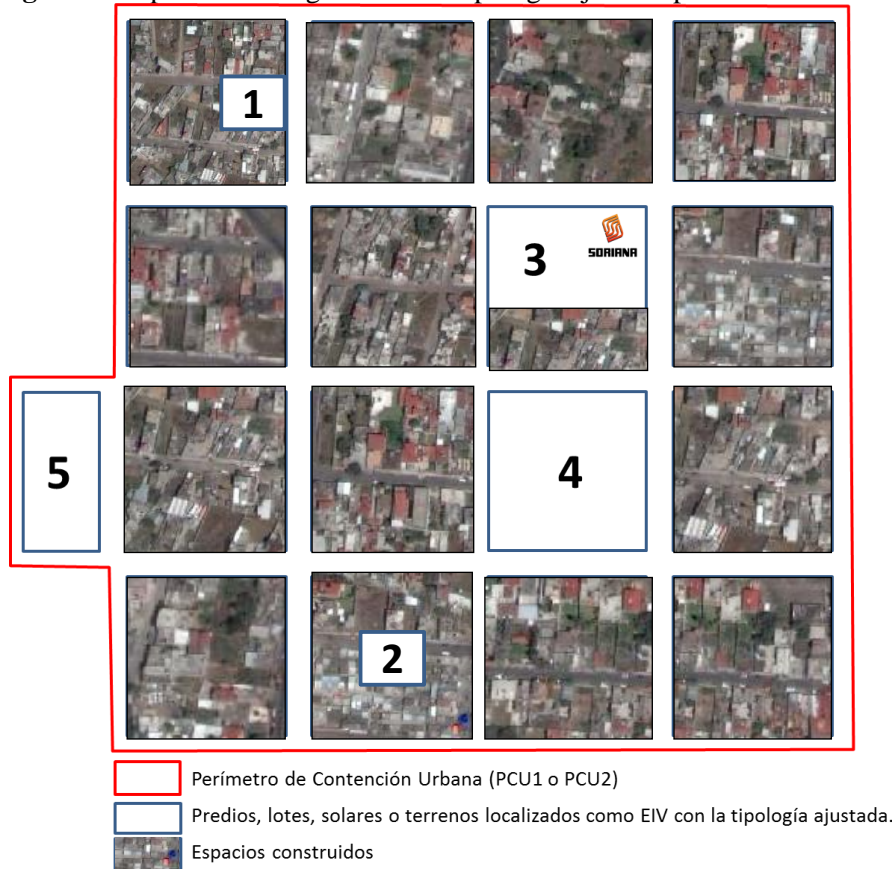 1
3
SORIANA
5
4
2
Perímetro de Contención Urbana (PCU1 o PCU2)
Predios, lotes, solares o terrenos localizados como EIV con la tipología ajustada.
Espacios construidos